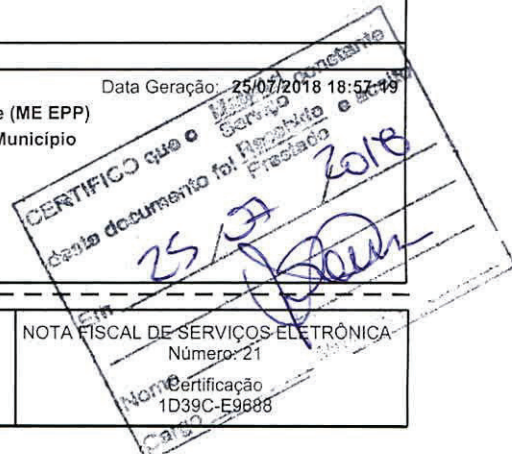 Data Geração: 25/07/2018 18:57:19
e (ME EPP)
Município
CERTIFICO que o Material constante
Serviço
deste documento foi Recebido e aceito
Prestado
Em 25/07/2018
Nome
Cargo
NOTA FISCAL DE SERVIÇOS ELETRÔNICA
Número: 21
Certificação
1D39C-E9688